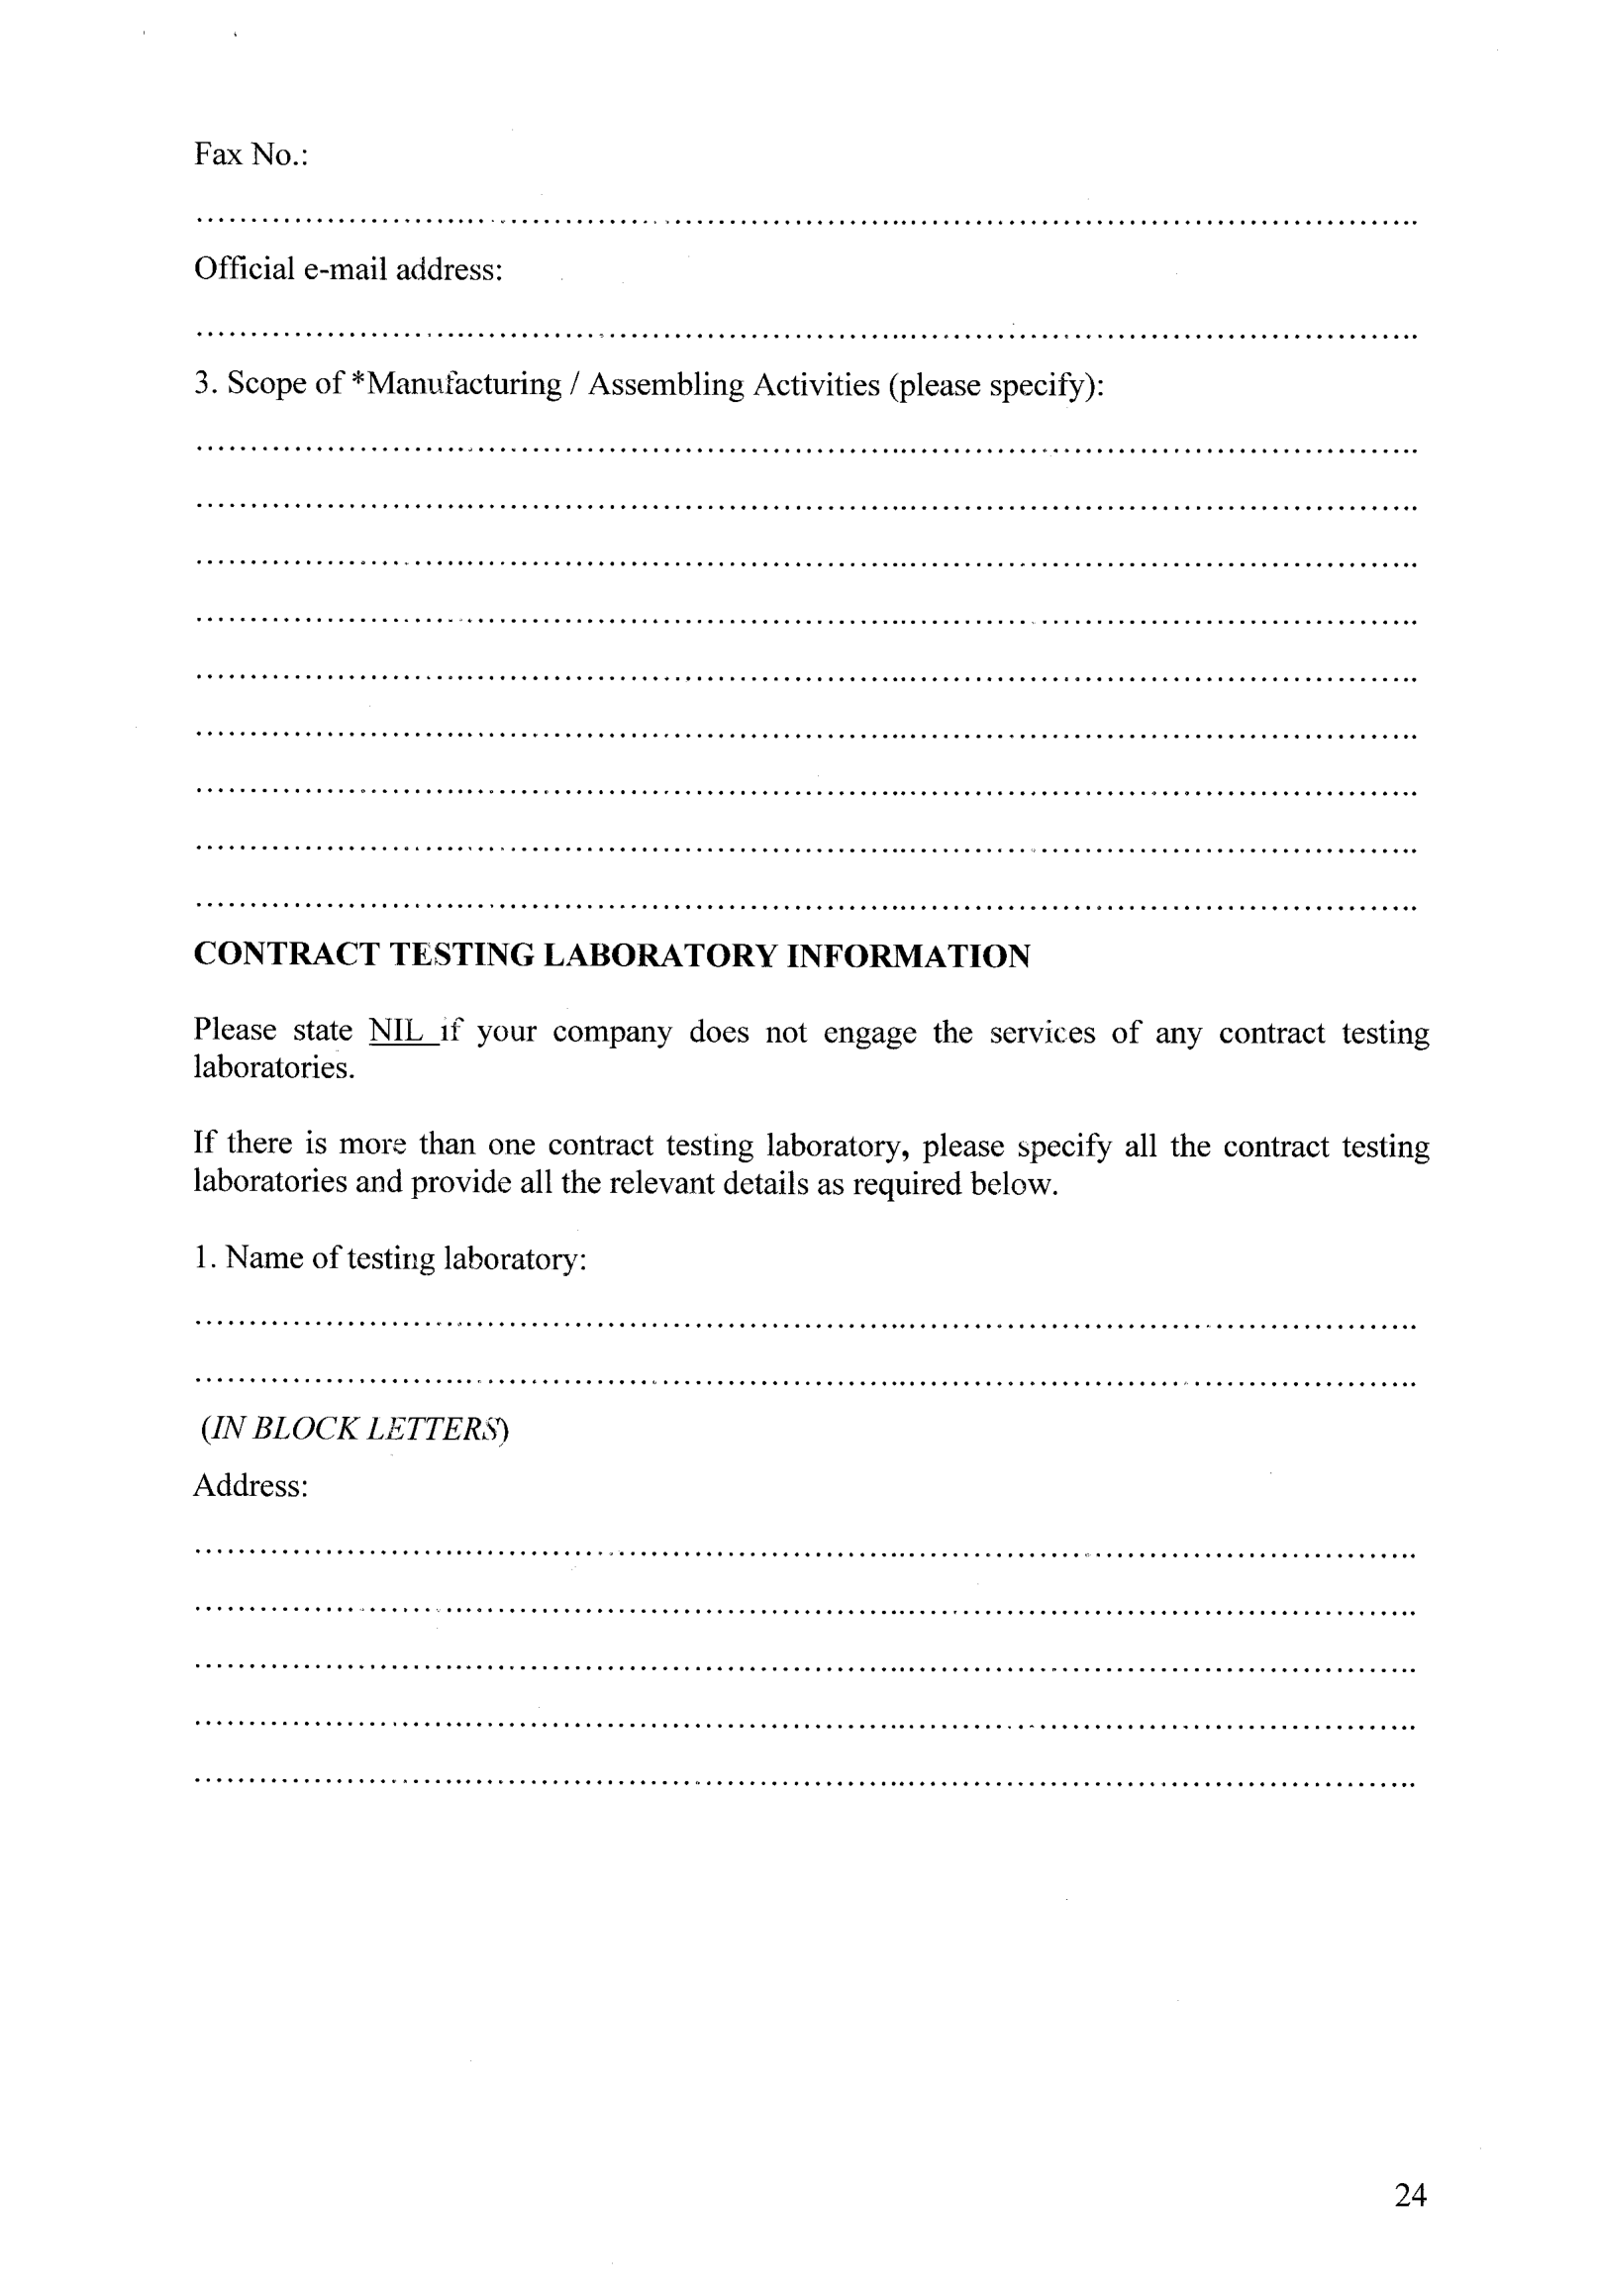 Fax No.:
................................................................................................................
Official e-mail address:
................................................................................................................
3. Scope of *Manufacturing / Assembling Activities (please specify):
................................................................................................................
................................................................................................................
................................................................................................................
................................................................................................................
................................................................................................................
................................................................................................................
................................................................................................................
................................................................................................................
................................................................................................................
CONTRACT TESTING LABORATORY INFORMATION
Please state NIL if your company does not engage the services of any contract testing
laboratories.
If there is more than one contract testing laboratory, please specify all the contract testing
laboratories and provide all the relevant details as required below.
1. Name of testing laboratory:
................................................................................................................
................................................................................................................
(IN BLOCK LETTERS)
Address:
................................................................................................................
................................................................................................................
................................................................................................................
................................................................................................................
................................................................................................................
24